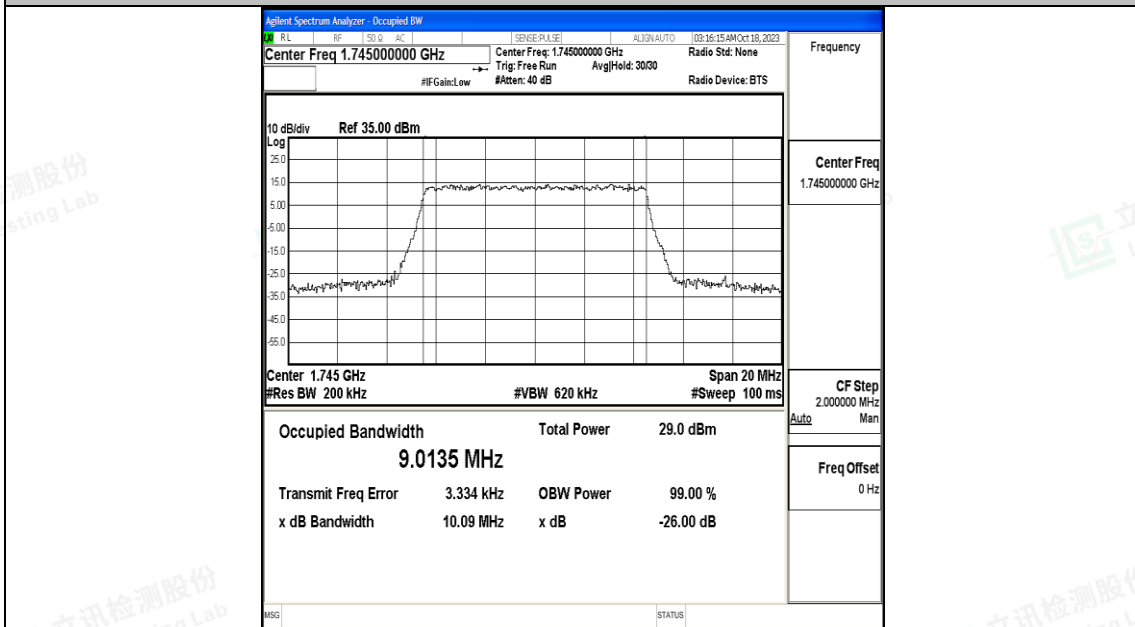 Agilent Spectrum Analyzer - Occupied BW
RL RF 50 Ω AC SENSE:PULSE ALIGN AUTO 03:16:15 AM Oct 18, 2023
Center Freq 1.745000000 GHz
Center Freq: 1.745000000 GHz
Radio Std: None
Trig: Free Run Avg|Hold: 30/30
#IFGain:Low
#Atten: 40 dB
Radio Device: BTS
Frequency
10 dB/div Ref 35.00 dBm
Log
25.0
15.0
5.00
-5.00
-15.0
-25.0
-35.0
-45.0
-55.0
Center 1.745 GHz
Span 20 MHz
#Res BW 200 kHz
#VBW 620 kHz
#Sweep 100 ms
Center Freq
1.745000000 GHz
CF Step
2.000000 MHz
Auto Man
Freq Offset
0 Hz
Occupied Bandwidth
9.0135 MHz
Total Power 29.0 dBm
Transmit Freq Error 3.334 kHz
OBW Power 99.00 %
x dB Bandwidth 10.09 MHz
x dB -26.00 dB
MSG
STATUS
测股份
sting Lab
立讯检测股份
Lab
立讯检测股份